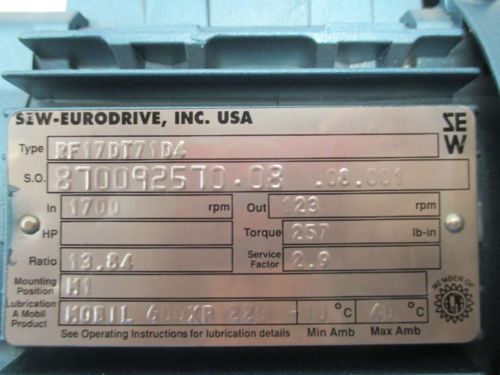 SEW-EURODRIVE, INC. USA
SEW
Type RF17DT71D4
S.O. 870092570.08 .08.001
In 1700 rpm Out 123 rpm
HP Torque 257 lb-in
Ratio 13.84 Service Factor 2.9
Mounting Position M1
MEMBER OF
Lubrication A Mobil Product MOBIL 600XP 220 -10 °C 40 °C
See Operating Instructions for lubrication details Min Amb Max Amb